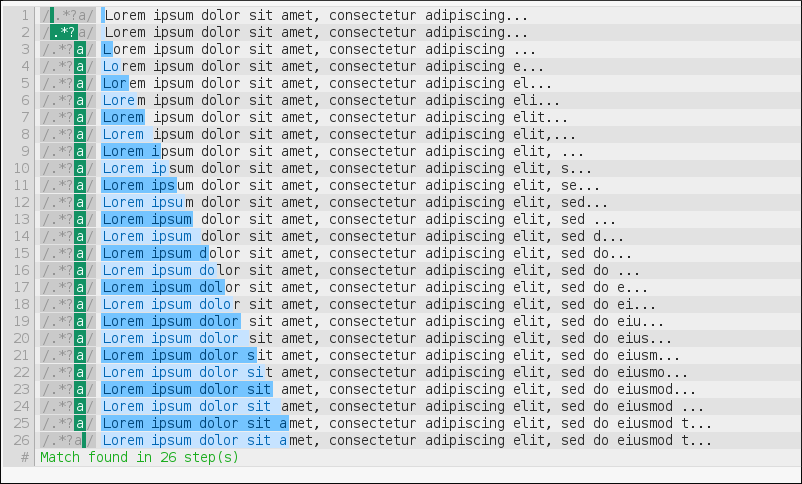 1 /.*?a/ Lorem ipsum dolor sit amet, consectetur adipiscing...
2 /.*?a/ Lorem ipsum dolor sit amet, consectetur adipiscing...
3 /.*?a/ Lorem ipsum dolor sit amet, consectetur adipiscing ...
4 /.*?a/ Lorem ipsum dolor sit amet, consectetur adipiscing e...
5 /.*?a/ Lorem ipsum dolor sit amet, consectetur adipiscing el...
6 /.*?a/ Lorem ipsum dolor sit amet, consectetur adipiscing eli...
7 /.*?a/ Lorem ipsum dolor sit amet, consectetur adipiscing elit...
8 /.*?a/ Lorem ipsum dolor sit amet, consectetur adipiscing elit,...
9 /.*?a/ Lorem ipsum dolor sit amet, consectetur adipiscing elit, ...
10 /.*?a/ Lorem ipsum dolor sit amet, consectetur adipiscing elit, s...
11 /.*?a/ Lorem ipsum dolor sit amet, consectetur adipiscing elit, se...
12 /.*?a/ Lorem ipsum dolor sit amet, consectetur adipiscing elit, sed...
13 /.*?a/ Lorem ipsum dolor sit amet, consectetur adipiscing elit, sed ...
14 /.*?a/ Lorem ipsum dolor sit amet, consectetur adipiscing elit, sed d...
15 /.*?a/ Lorem ipsum dolor sit amet, consectetur adipiscing elit, sed do...
16 /.*?a/ Lorem ipsum dolor sit amet, consectetur adipiscing elit, sed do ...
17 /.*?a/ Lorem ipsum dolor sit amet, consectetur adipiscing elit, sed do e...
18 /.*?a/ Lorem ipsum dolor sit amet, consectetur adipiscing elit, sed do ei...
19 /.*?a/ Lorem ipsum dolor sit amet, consectetur adipiscing elit, sed do eiu...
20 /.*?a/ Lorem ipsum dolor sit amet, consectetur adipiscing elit, sed do eius...
21 /.*?a/ Lorem ipsum dolor sit amet, consectetur adipiscing elit, sed do eiusm...
22 /.*?a/ Lorem ipsum dolor sit amet, consectetur adipiscing elit, sed do eiusmo...
23 /.*?a/ Lorem ipsum dolor sit amet, consectetur adipiscing elit, sed do eiusmod...
24 /.*?a/ Lorem ipsum dolor sit amet, consectetur adipiscing elit, sed do eiusmod ...
25 /.*?a/ Lorem ipsum dolor sit amet, consectetur adipiscing elit, sed do eiusmod t...
26 /.*?a/ Lorem ipsum dolor sit amet, consectetur adipiscing elit, sed do eiusmod t...
# Match found in 26 step(s)